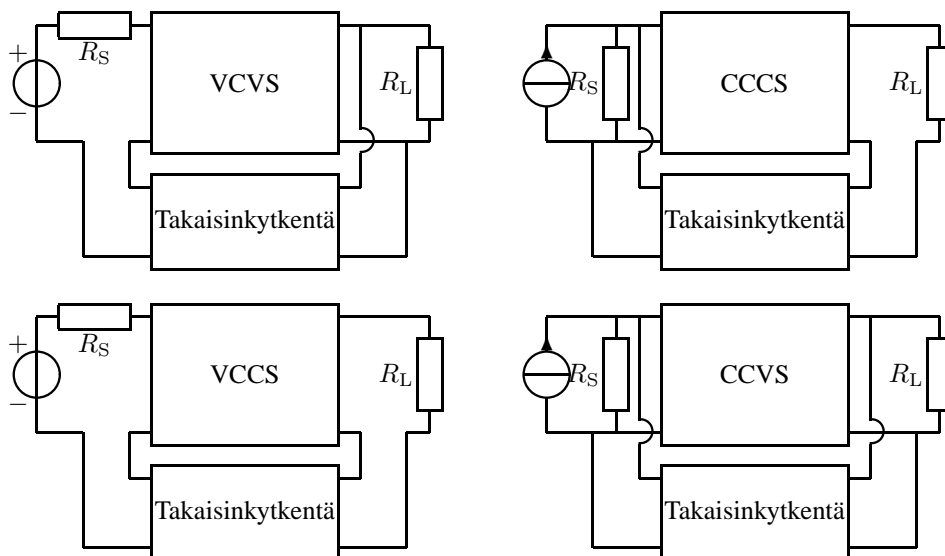 +
−
R_S
VCVS
R_L
Takaisinkytkentä
R_S
CCCS
R_L
Takaisinkytkentä
+
−
R_S
VCCS
R_L
Takaisinkytkentä
R_S
CCVS
R_L
Takaisinkytkentä